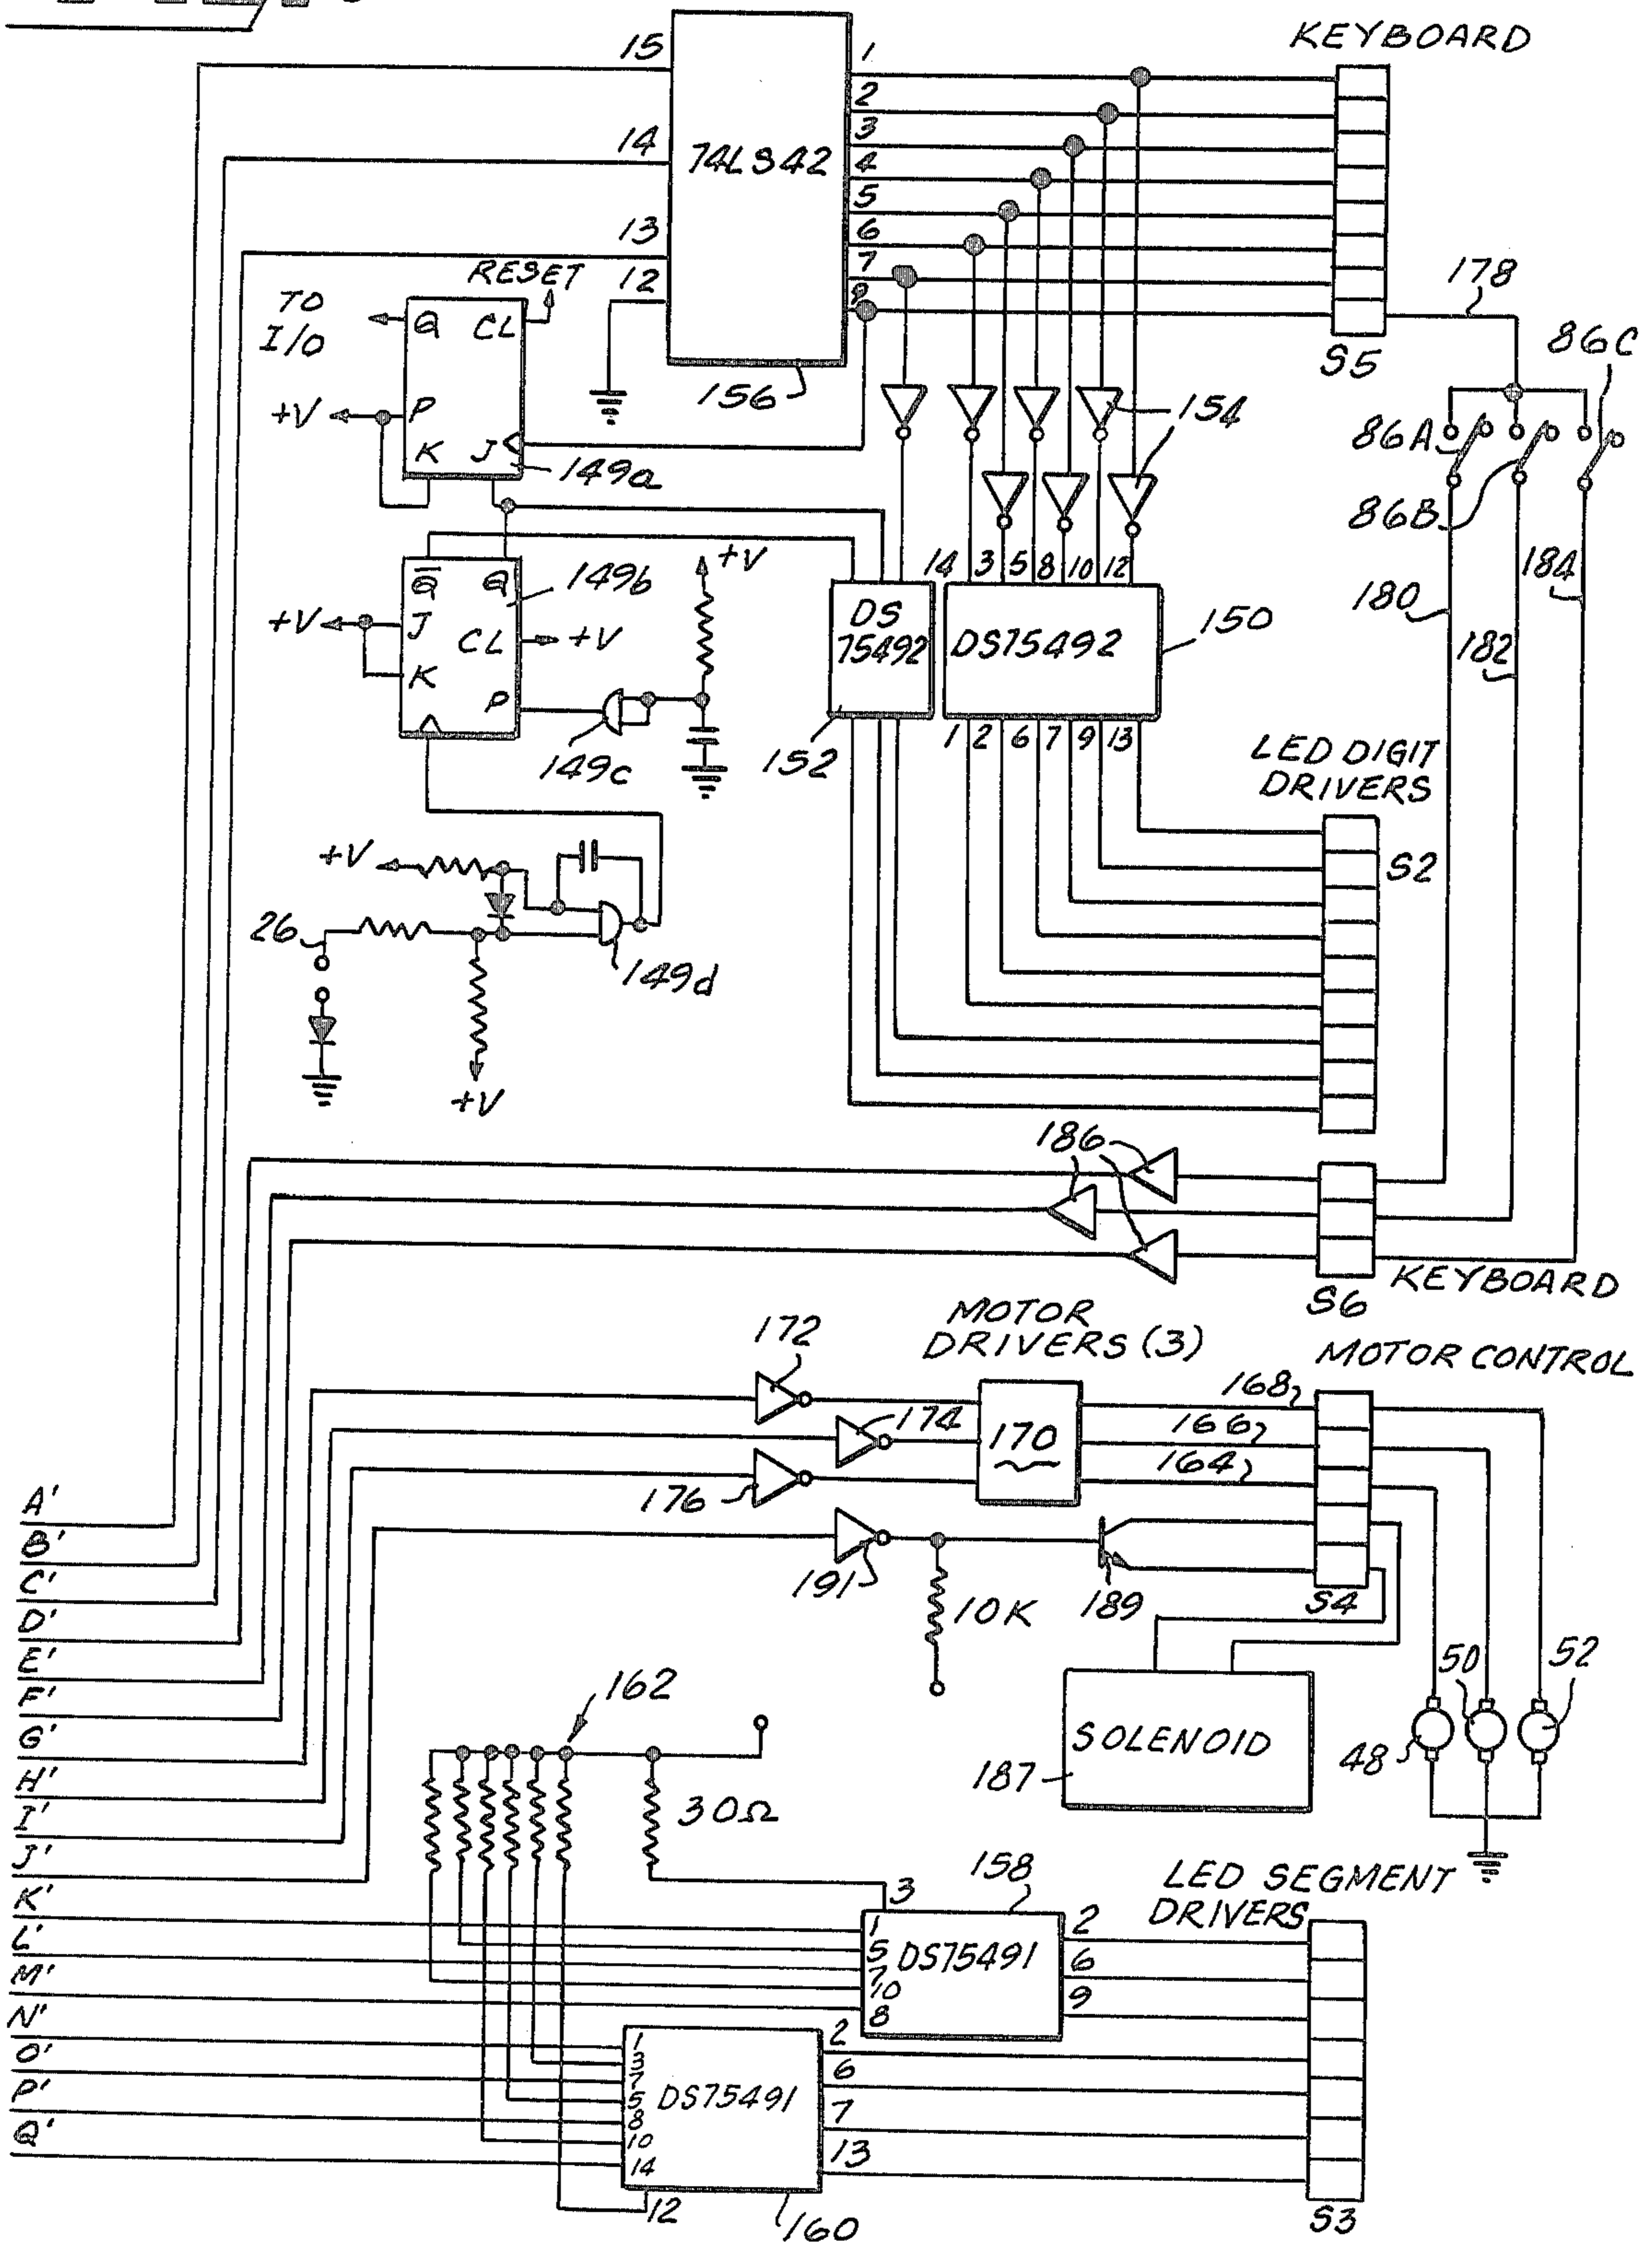 KEYBOARD
15
1
2
3
14
74LS42
4
5
13
6
7
12
8
RESET
TO
I/O
Q CL
156
178
S5
86C
+V
P
K J
149a
154
86A
86B
Q Q
149b
+V
+V
J
CL
+V
K
P
149c
14 3 5 8 10 12
DS
75492
DS75492
150
180
184
182
152
1 2 6 7 9 13
LED DIGIT
DRIVERS
S2
+V
26
149d
+V
186
186
KEYBOARD
S6
MOTOR
DRIVERS (3)
MOTOR CONTROL
172
168
174
170
166
176
164
191
10K
189
S4
A'
B'
C'
D'
E'
F'
G'
H'
I'
J'
K'
L'
M'
N'
O'
P'
Q'
162
SOLENOID
187
48
50
52
30Ω
158
LED SEGMENT
DRIVERS
3
1
5
7
10
8
DS75491
2
6
9
1
3
7
5
8
10
14
DS75491
2
6
7
13
12
160
S3